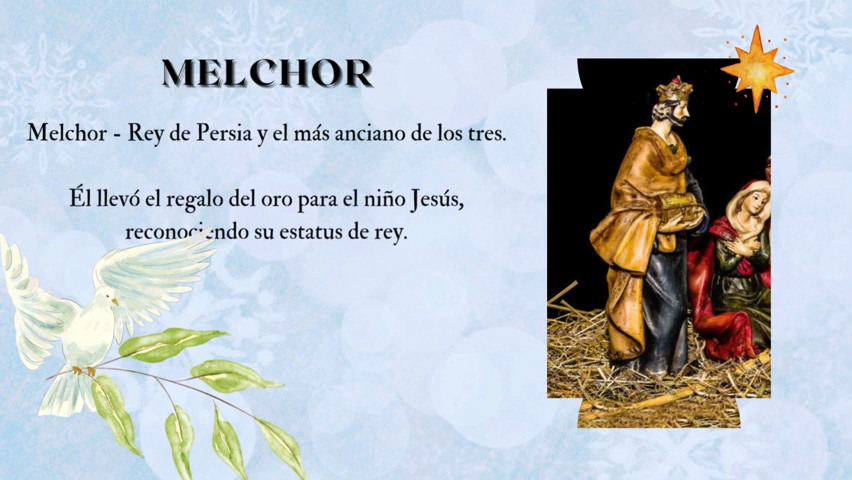 MELCHOR
Melchor - Rey de Persia y el más anciano de los tres.
Él llevó el regalo del oro para el niño Jesús,
reconociendo su estatus de rey.